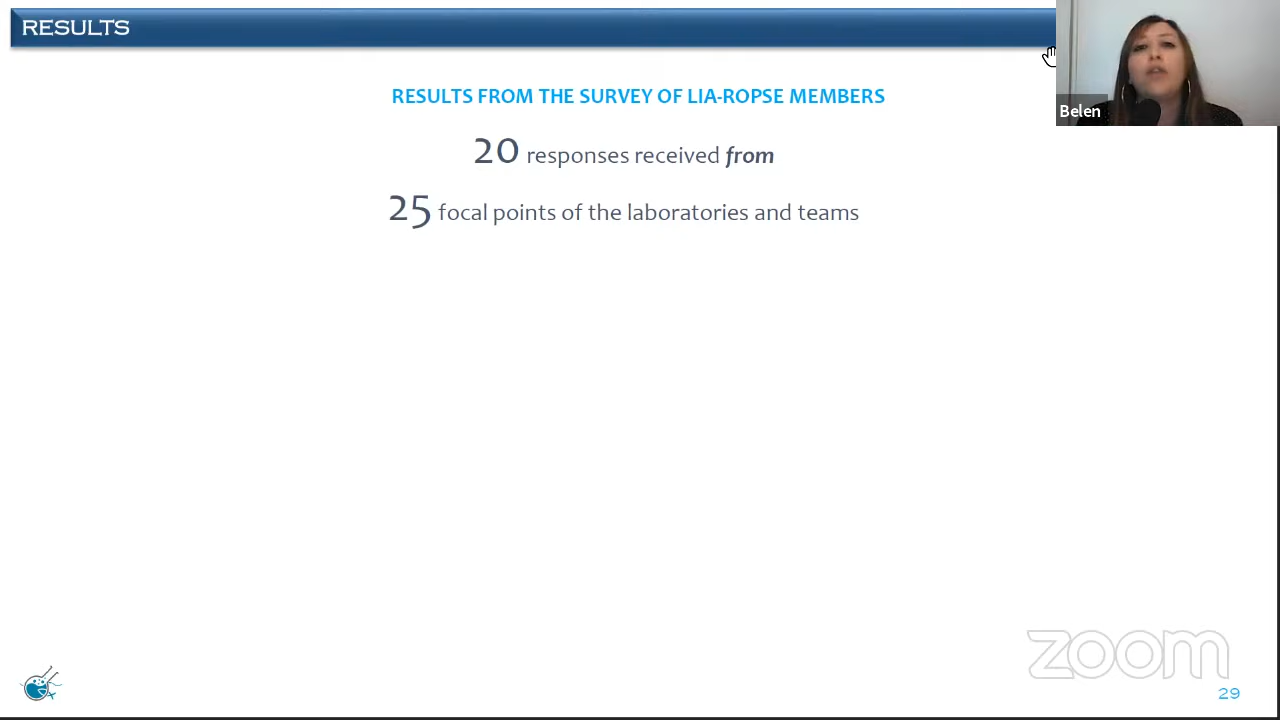 RESULTS
Belen
RESULTS FROM THE SURVEY OF LIA-ROPSE MEMBERS
20 responses received from
25 focal points of the laboratories and teams
zoom
29